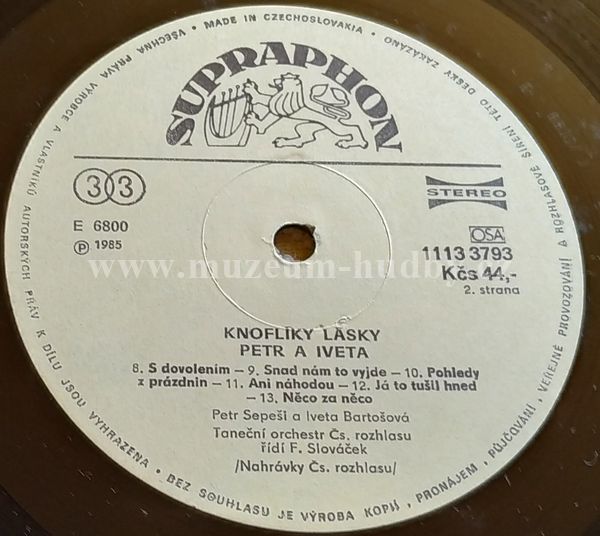 SUPRAPHON
33
STEREO
E 6800
Ⓟ 1985
OSA
1113 3793
Kčs 44,-
2. strana
www.muzeum-hudby
KNOFLÍKY LÁSKY
PETR A IVETA
8. S dovolením – 9. Snad nám to vyjde – 10. Pohledy
z prázdnin – 11. Ani náhodou – 12. Já to tušil hned
– 13. Něco za něco
Petr Sepeši a Iveta Bartošová
Taneční orchestr Čs. rozhlasu
řídí F. Slováček
/Nahrávky Čs. rozhlasu/
MADE IN CZECHOSLOVAKIA • VŠECHNA PRÁVA VÝROBCE A VLASTNÍKŮ AUTORSKÝCH PRÁV K DÍLU JSOU VYHRAZENA • BEZ SOUHLASU JE VÝROBA KOPIÍ, PRONÁJEM, PŮJČOVÁNÍ, VEŘEJNÉ PROVOZOVÁNÍ A ROZHLASOVÉ ŠÍŘENÍ TÉTO DESKY ZAKÁZÁNO •